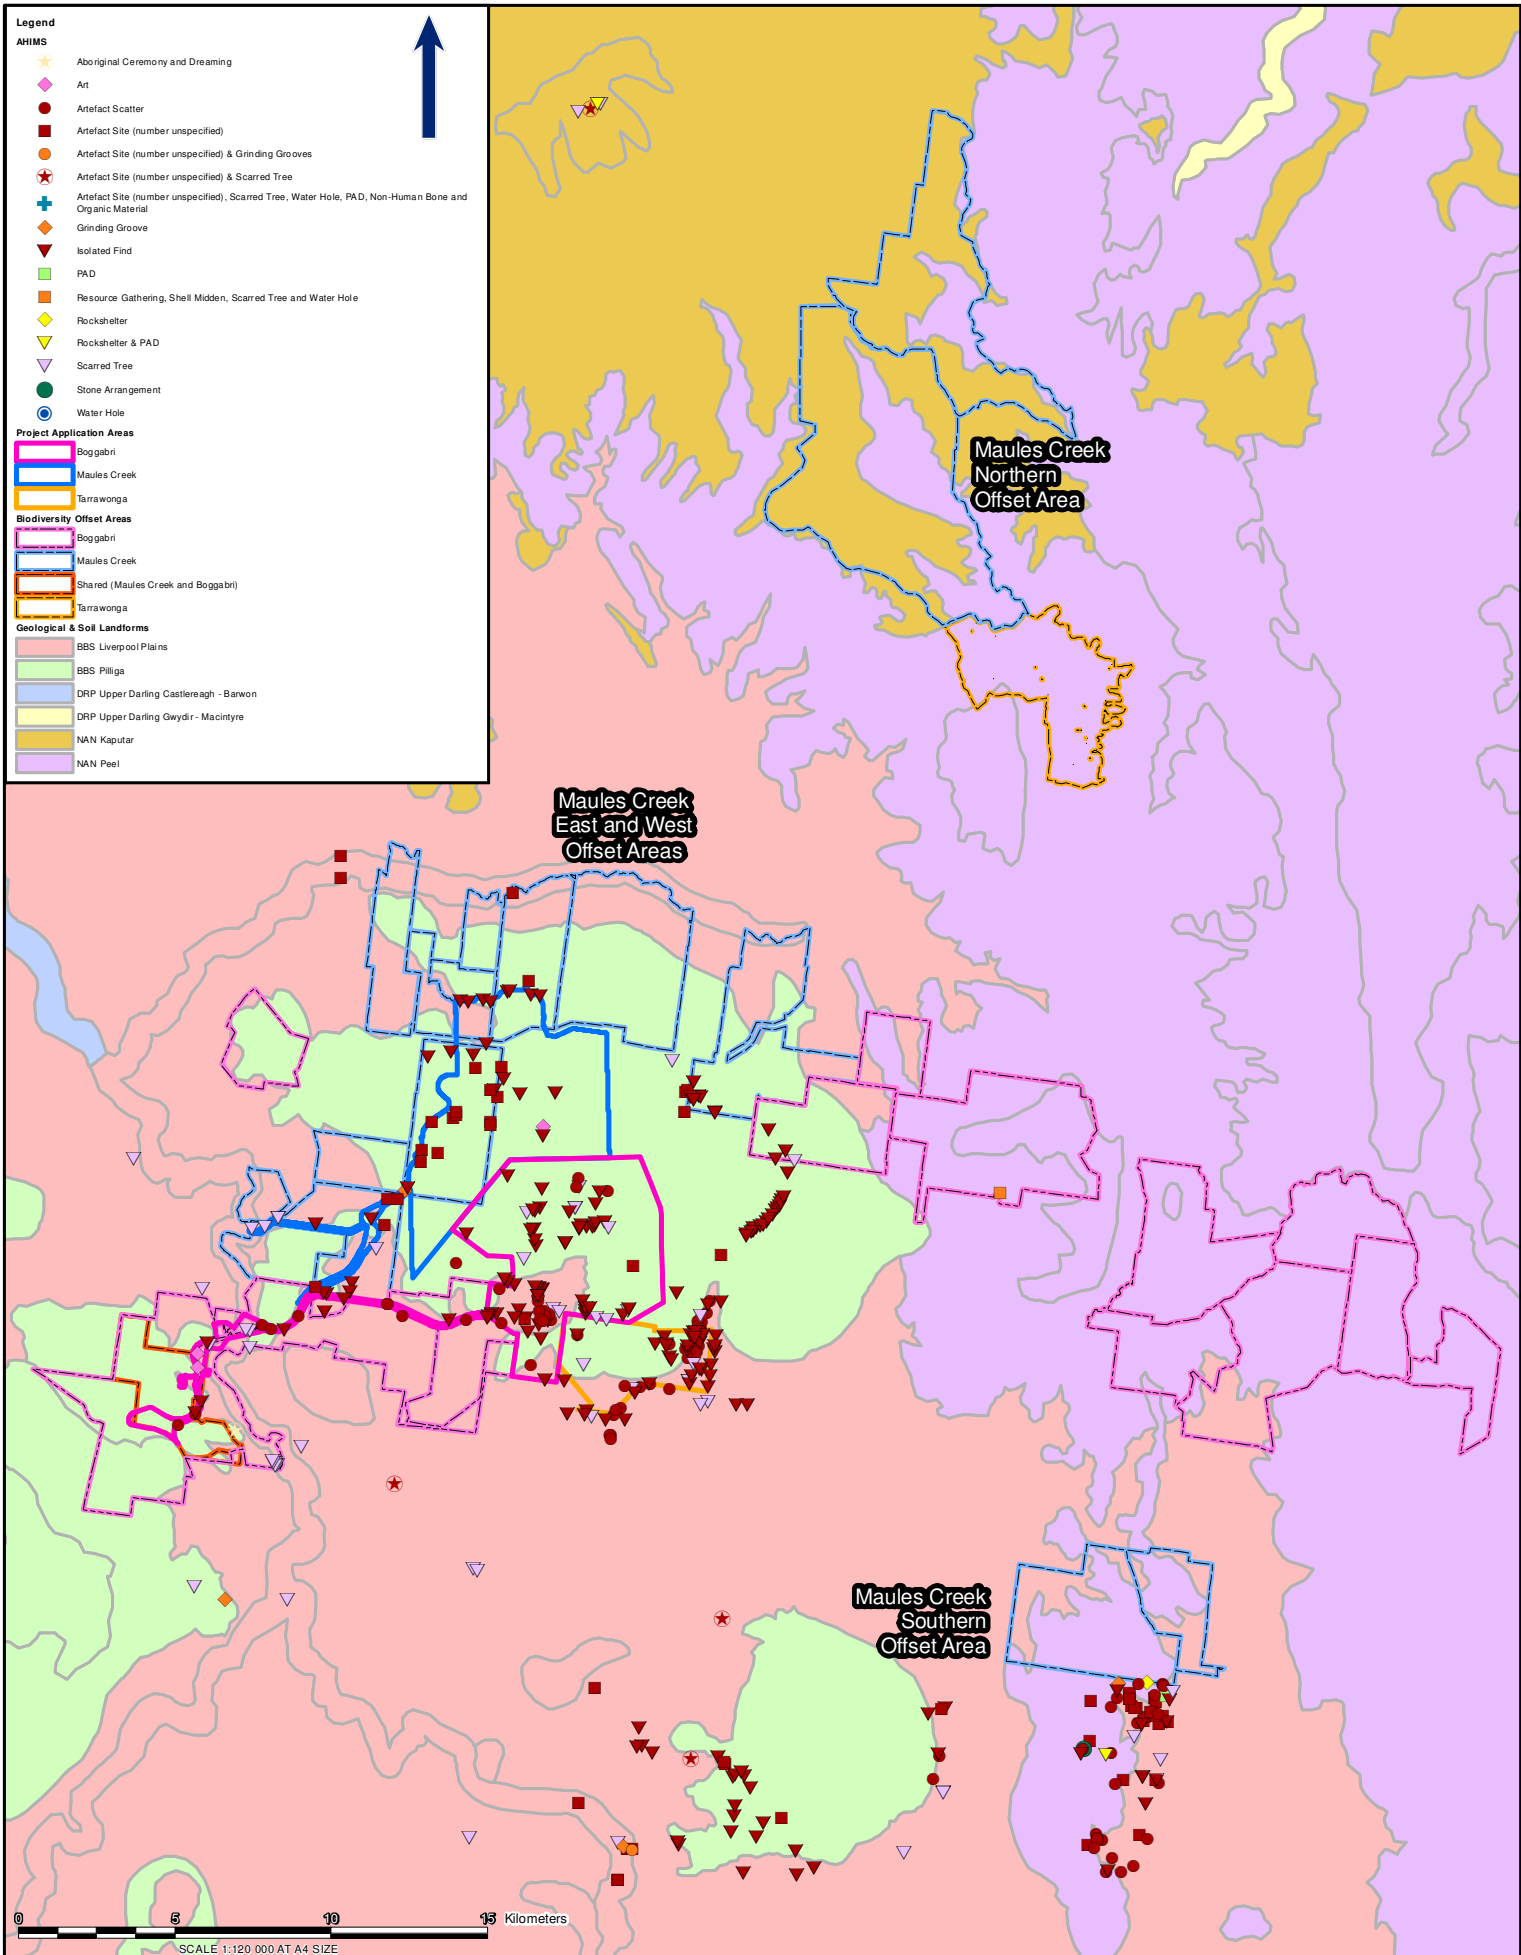 Legend
AHIMS
Aboriginal Ceremony and Dreaming
Art
Artefact Scatter
Artefact Site (number unspecified)
Artefact Site (number unspecified) & Grinding Grooves
Artefact Site (number unspecified) & Scarred Tree
Artefact Site (number unspecified), Scarred Tree, Water Hole, PAD, Non-Human Bone and
Organic Material
Grinding Groove
Isolated Find
PAD
Resource Gathering, Shell Midden, Scarred Tree and Water Hole
Rockshelter
Rockshelter & PAD
Scarred Tree
Stone Arrangement
Water Hole
Project Application Areas
Boggabri
Maules Creek
Tarrawonga
Biodiversity Offset Areas
Boggabri
Maules Creek
Shared (Maules Creek and Boggabri)
Tarrawonga
Geological & Soil Landforms
BBS Liverpool Plains
BBS Pilliga
DRP Upper Darling Castlereagh - Barwon
DRP Upper Darling Gwydir - Macintyre
NAN Kaputar
NAN Peel
Maules Creek
Northern
Offset Area
Maules Creek
East and West
Offset Areas
Maules Creek
Southern
Offset Area
0 5 10 15 Kilometers
SCALE 1:120 000 AT A4 SIZE